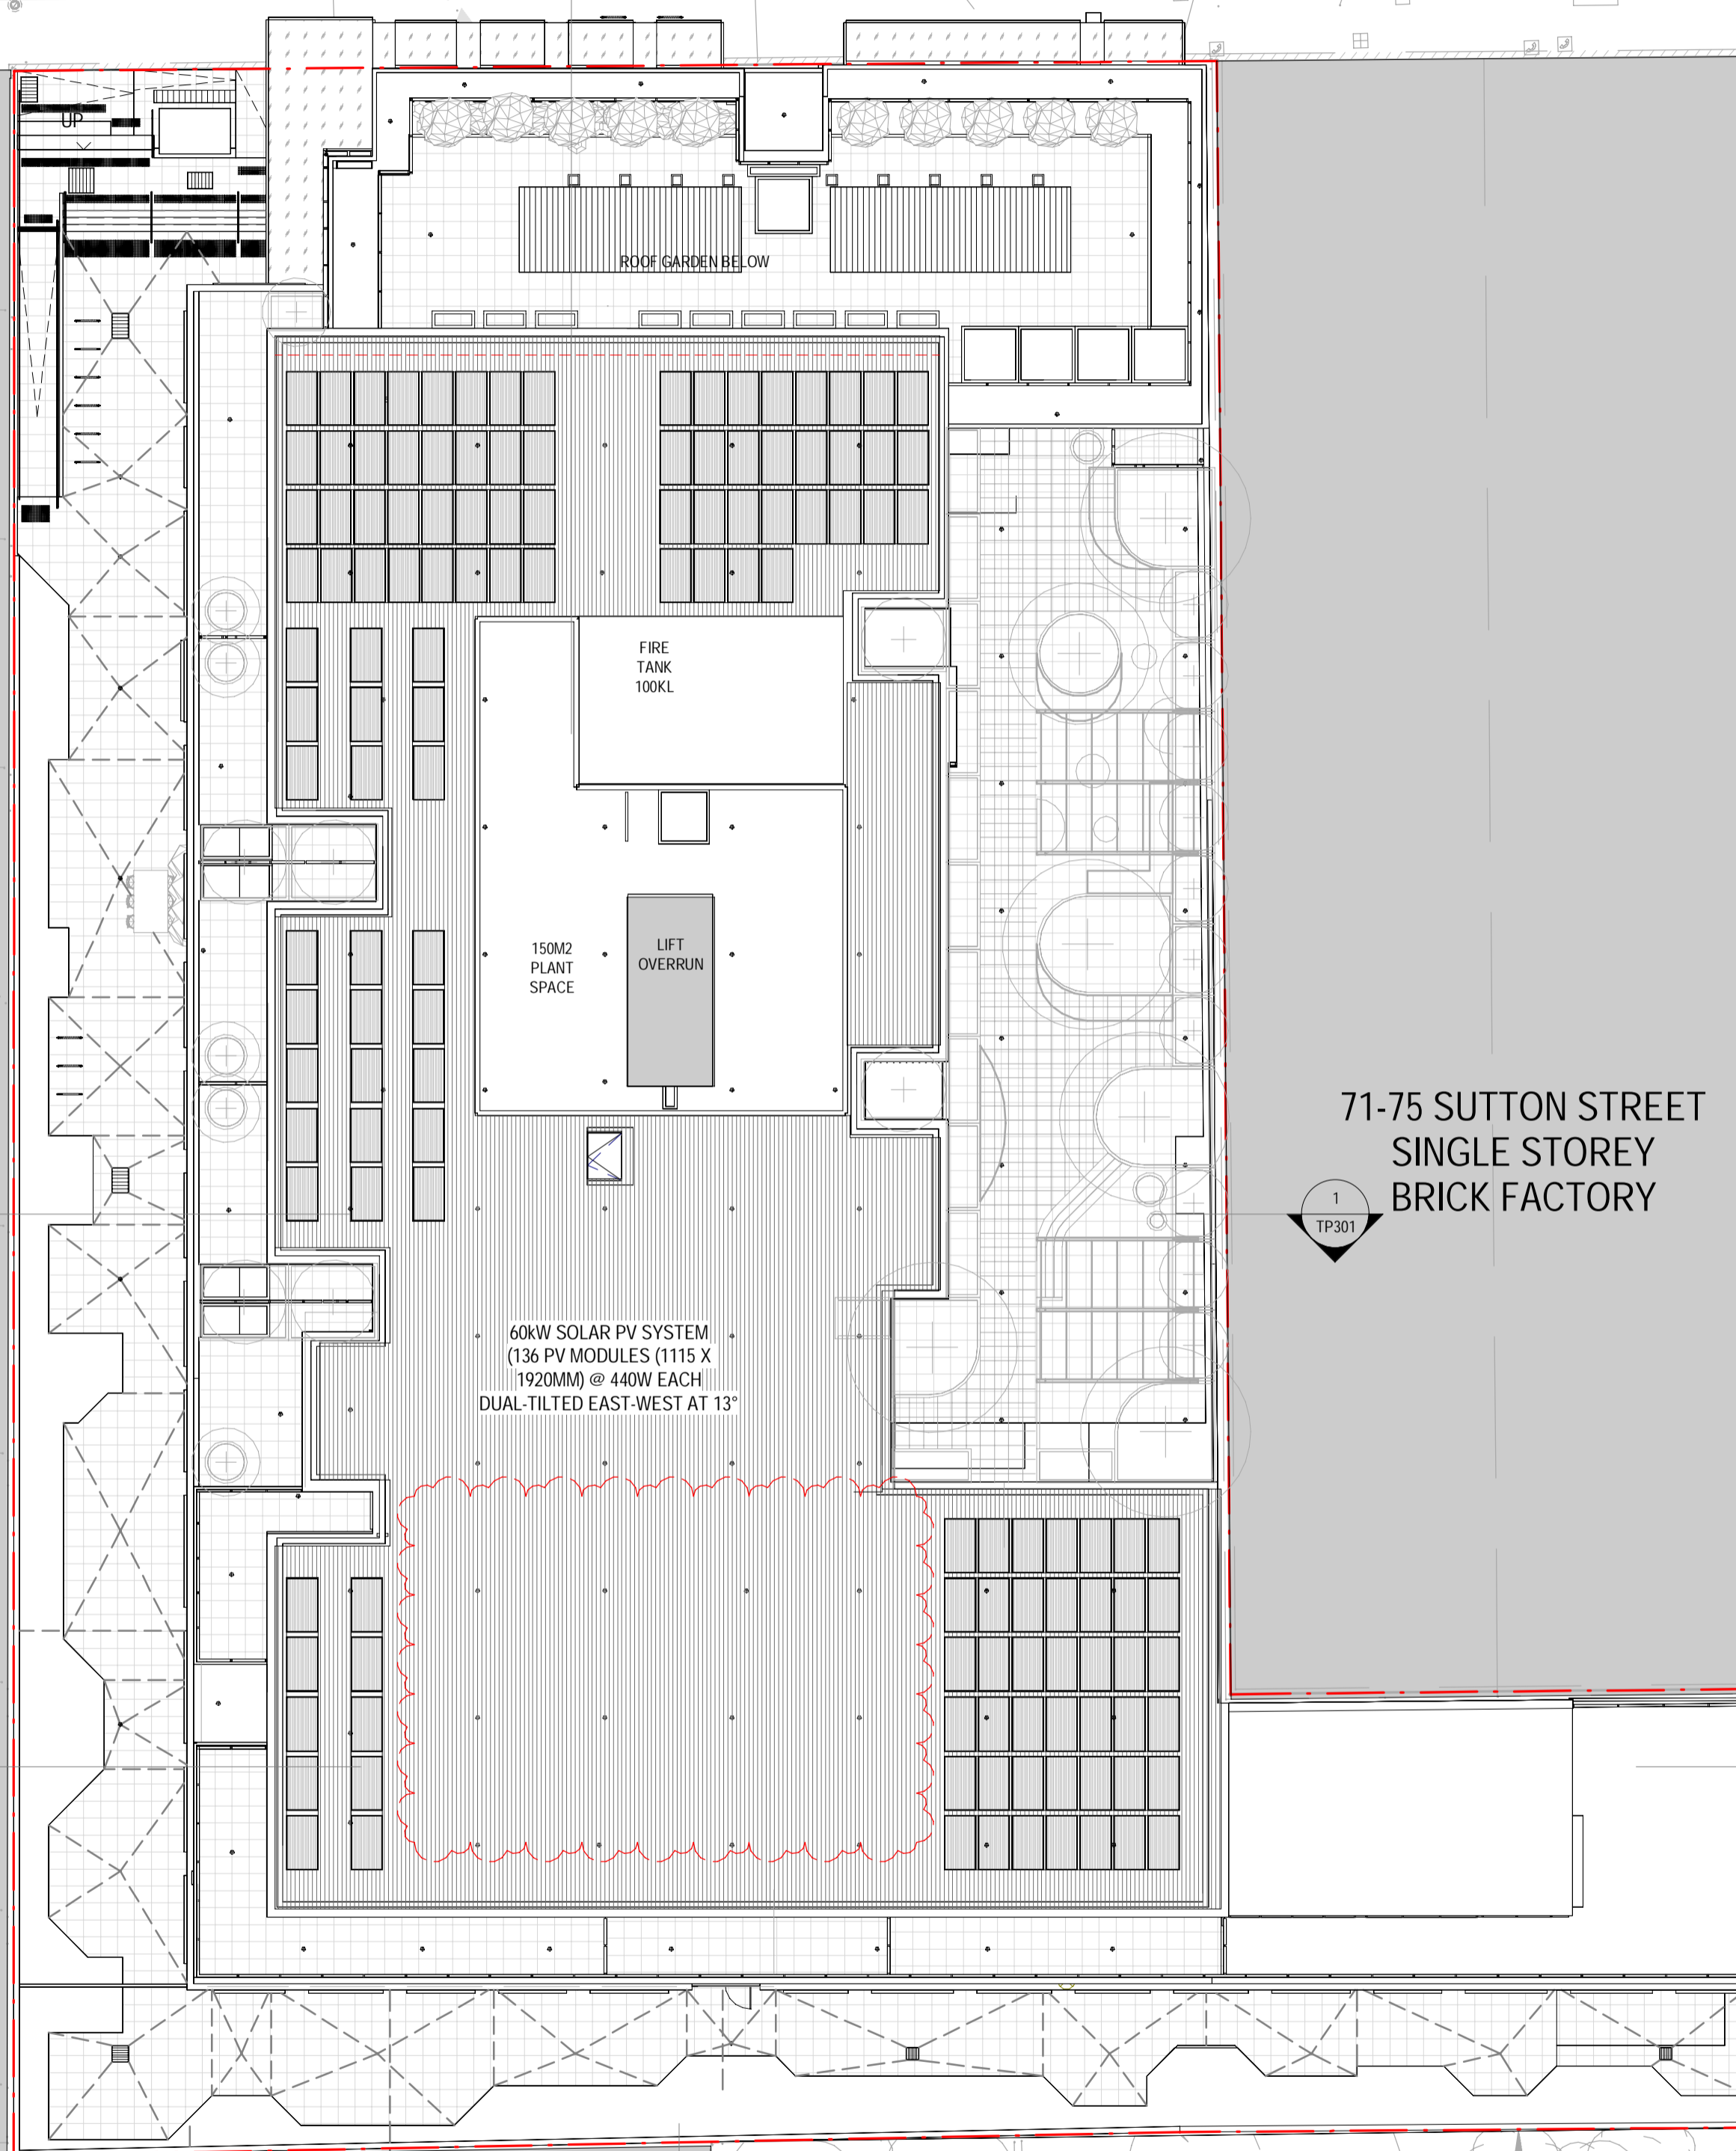 UP
ROOF GARDEN BELOW
FIRE
TANK
100KL
150M2
PLANT
SPACE
LIFT
OVERRUN
71-75 SUTTON STREET
SINGLE STOREY
BRICK FACTORY
1
TP301
60kW SOLAR PV SYSTEM
(136 PV MODULES (1115 X
1920MM) @ 440W EACH
DUAL-TILTED EAST-WEST AT 13°